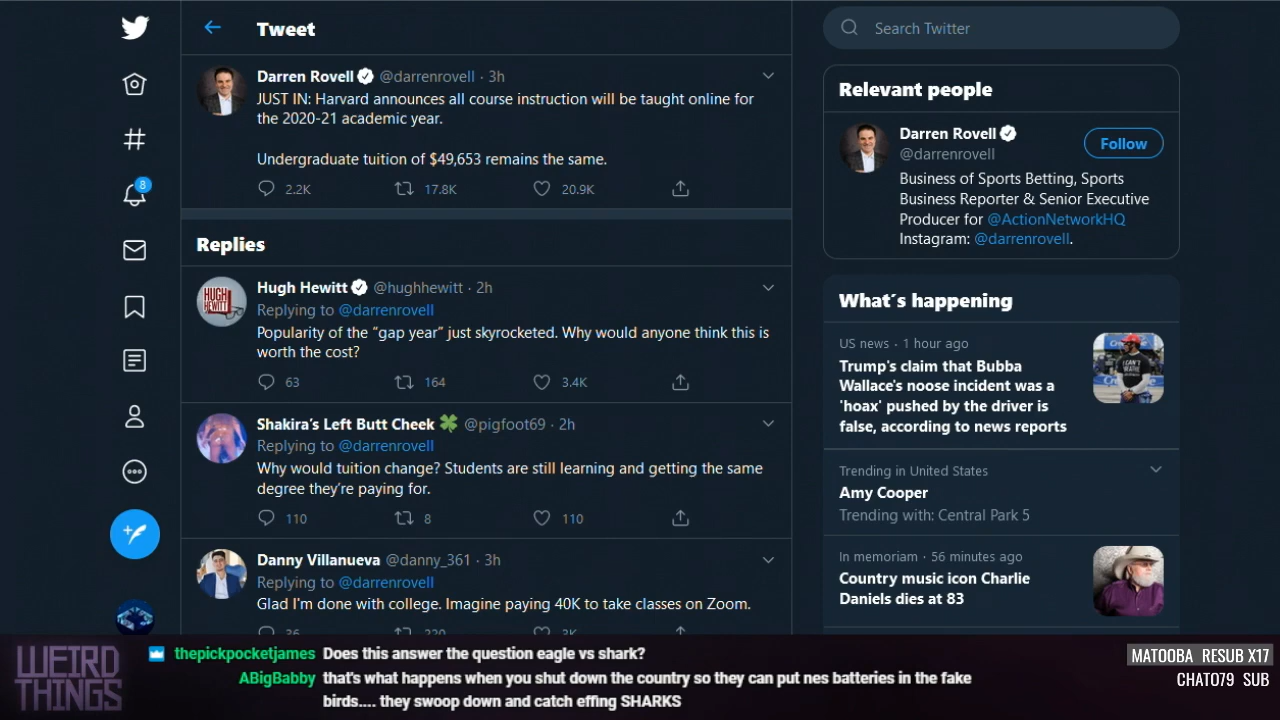 Tweet
Darren Rovell @darrenrovell · 3h
JUST IN: Harvard announces all course instruction will be taught online for
the 2020-21 academic year.
Undergraduate tuition of $49,653 remains the same.
2.2K 17.8K 20.9K
Replies
HUGH
HEWITT
Hugh Hewitt @hughhewitt · 2h
Replying to @darrenrovell
Popularity of the “gap year” just skyrocketed. Why would anyone think this is
worth the cost?
63 164 3.4K
Shakira’s Left Butt Cheek 🍀 @pigfoot69 · 2h
Replying to @darrenrovell
Why would tuition change? Students are still learning and getting the same
degree they’re paying for.
110 8 110
Danny Villanueva @danny_361 · 3h
Replying to @darrenrovell
Glad I'm done with college. Imagine paying 40K to take classes on Zoom.
36 220 3K
8
Search Twitter
Relevant people
Darren Rovell
@darrenrovell
Follow
Business of Sports Betting, Sports
Business Reporter & Senior Executive
Producer for @ActionNetworkHQ
Instagram: @darrenrovell.
What´s happening
US news · 1 hour ago
Trump's claim that Bubba
Wallace's noose incident was a
'hoax' pushed by the driver is
false, according to news reports
Trending in United States
Amy Cooper
Trending with: Central Park 5
In memoriam · 56 minutes ago
Country music icon Charlie
Daniels dies at 83
WEIRD
THINGS
thepickpocketjames Does this answer the question eagle vs shark?
ABigBabby that's what happens when you shut down the country so they can put nes batteries in the fake
birds.... they swoop down and catch effing SHARKS
MATOOBA RESUB X17
CHATO79 SUB